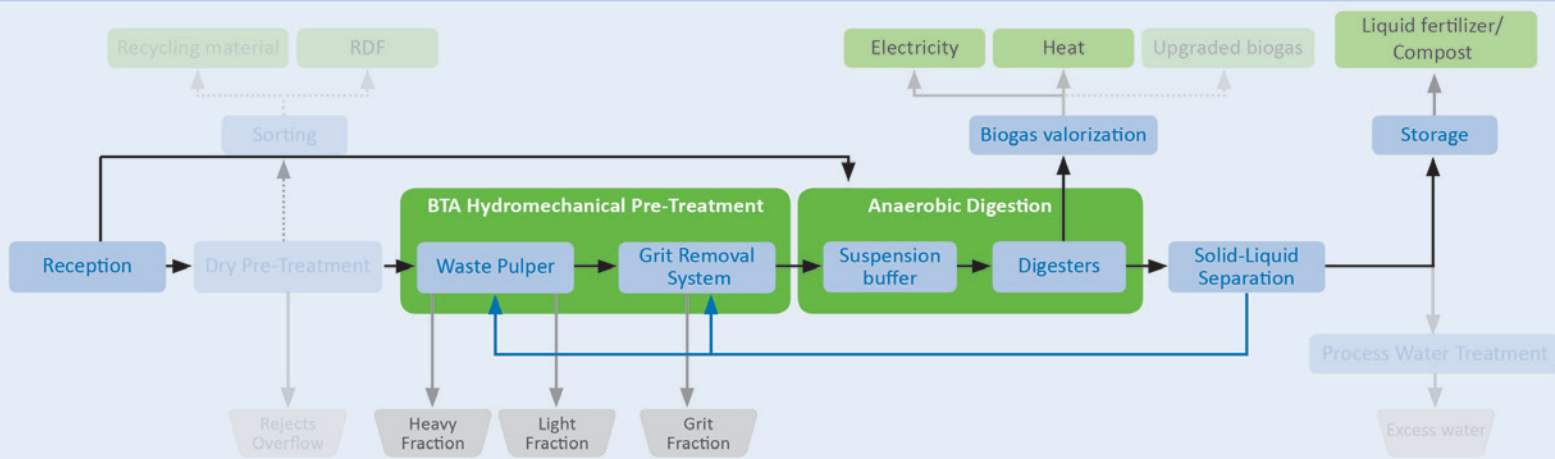 Recycling material
RDF
Electricity
Heat
Upgraded biogas
Liquid fertilizer/
Compost
Sorting
Biogas valorization
Storage
BTA Hydromechanical Pre-Treatment
Anaerobic Digestion
Reception
Dry Pre-Treatment
Waste Pulper
Grit Removal
System
Suspension
buffer
Digesters
Solid-Liquid
Separation
Process Water Treatment
Rejects
Overflow
Heavy
Fraction
Light
Fraction
Grit
Fraction
Excess water